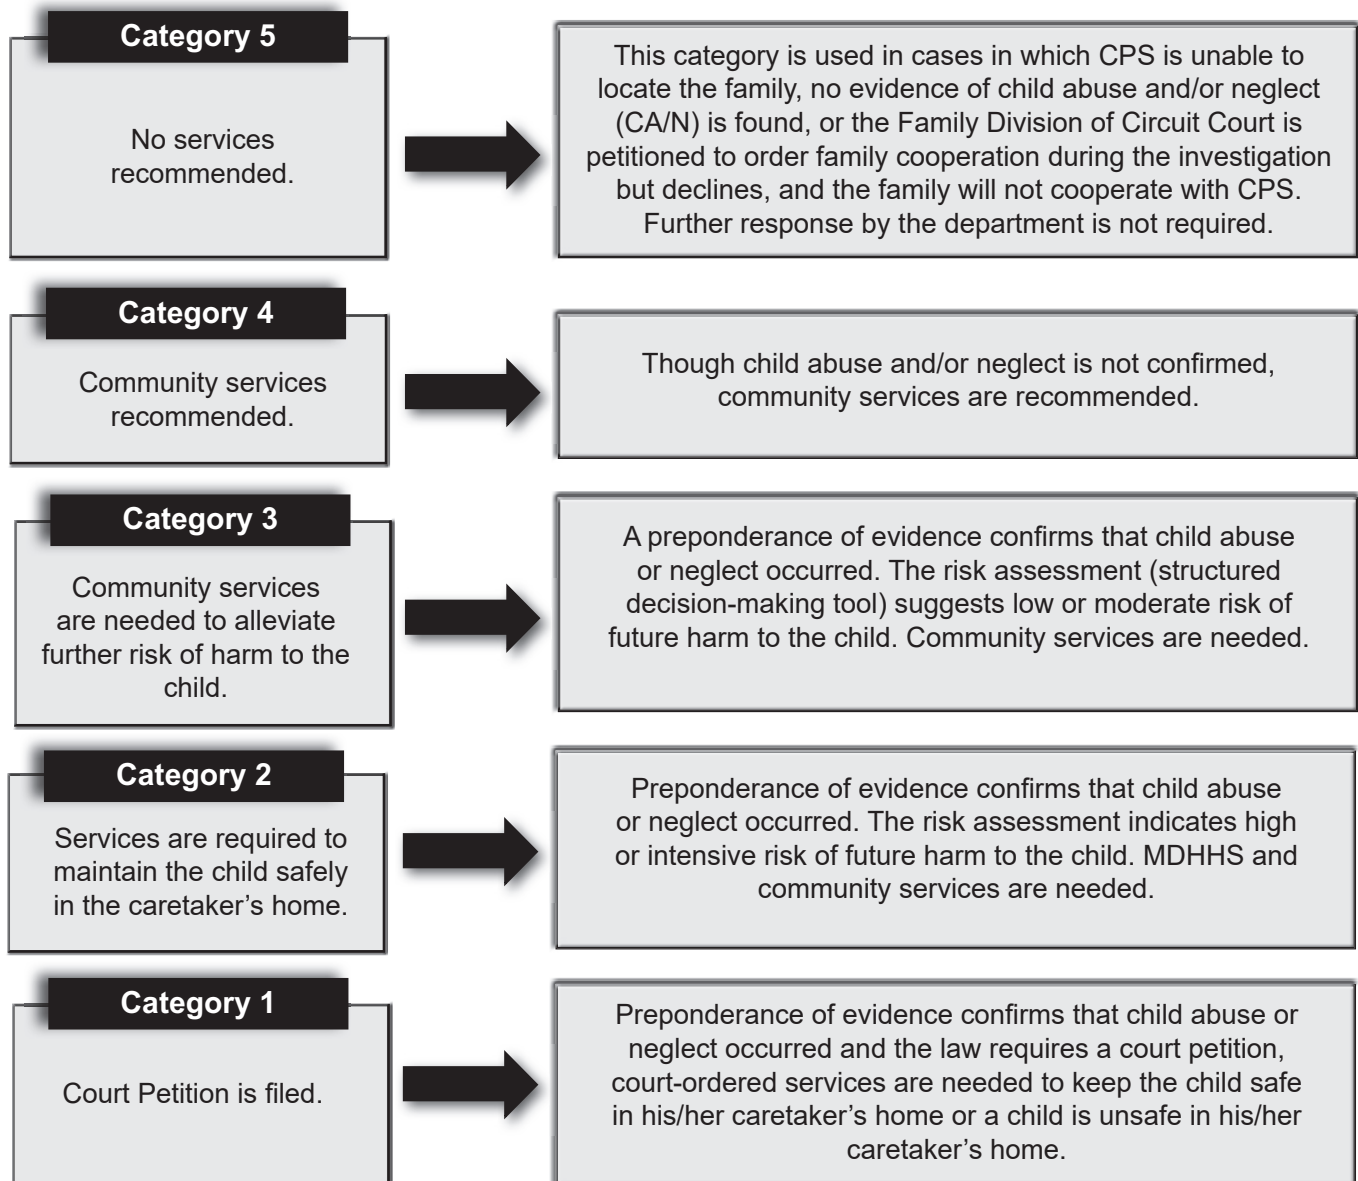 Category 5
No services
recommended.
This category is used in cases in which CPS is unable to
locate the family, no evidence of child abuse and/or neglect
(CA/N) is found, or the Family Division of Circuit Court is
petitioned to order family cooperation during the investigation
but declines, and the family will not cooperate with CPS.
Further response by the department is not required.
Category 4
Community services
recommended.
Though child abuse and/or neglect is not confirmed,
community services are recommended.
Category 3
Community services
are needed to alleviate
further risk of harm to the
child.
A preponderance of evidence confirms that child abuse
or neglect occurred. The risk assessment (structured
decision-making tool) suggests low or moderate risk of
future harm to the child. Community services are needed.
Category 2
Services are required to
maintain the child safely
in the caretaker’s home.
Preponderance of evidence confirms that child abuse
or neglect occurred. The risk assessment indicates high
or intensive risk of future harm to the child. MDHHS and
community services are needed.
Category 1
Court Petition is filed.
Preponderance of evidence confirms that child abuse or
neglect occurred and the law requires a court petition,
court-ordered services are needed to keep the child safe
in his/her caretaker’s home or a child is unsafe in his/her
caretaker’s home.